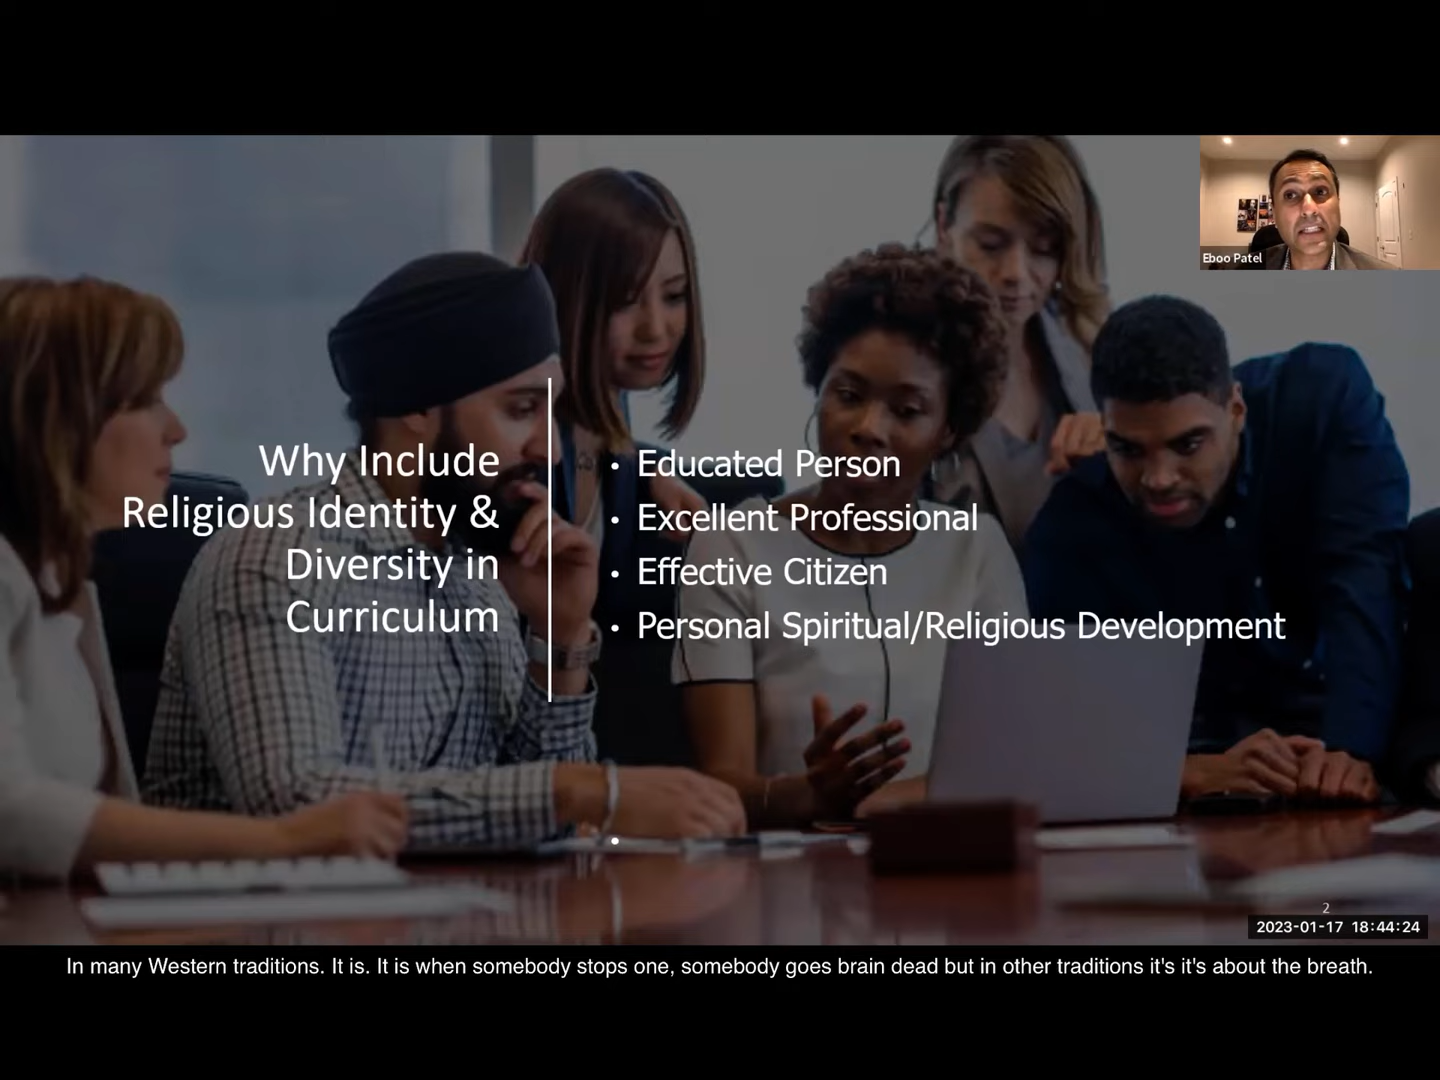 Eboo Patel
Why Include
Religious Identity &
Diversity in
Curriculum
• Educated Person
• Excellent Professional
• Effective Citizen
• Personal Spiritual/Religious Development
2
2023-01-17 18:44:24
In many Western traditions. It is. It is when somebody stops one, somebody goes brain dead but in other traditions it's it's about the breath.